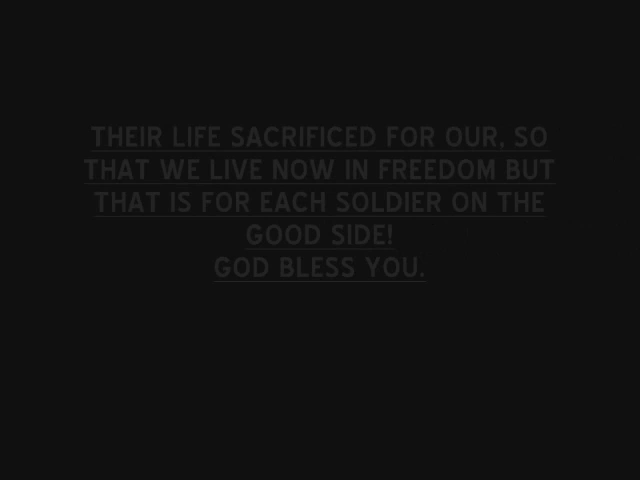 THEIR LIFE SACRIFICED FOR OUR, SO
THAT WE LIVE NOW IN FREEDOM BUT
THAT IS FOR EACH SOLDIER ON THE
GOOD SIDE!
GOD BLESS YOU.